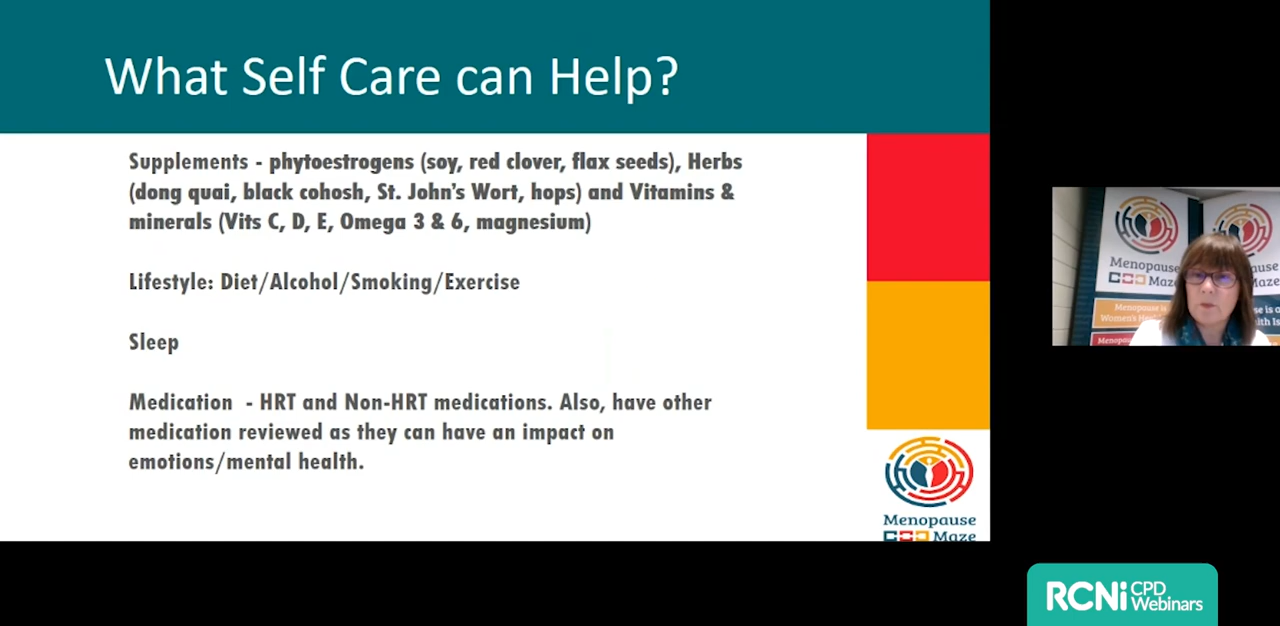 What Self Care can Help?
Supplements - phytoestrogens (soy, red clover, flax seeds), Herbs
(dong quai, black cohosh, St. John's Wort, hops) and Vitamins &
minerals (Vits C, D, E, Omega 3 & 6, magnesium)
Lifestyle: Diet/Alcohol/Smoking/Exercise
Sleep
Medication - HRT and Non-HRT medications. Also, have other
medication reviewed as they can have an impact on
emotions/mental health.
Menopause
Maze
Menopause
Maze
Menopause is
Women's
RCNi CPD
Webinars